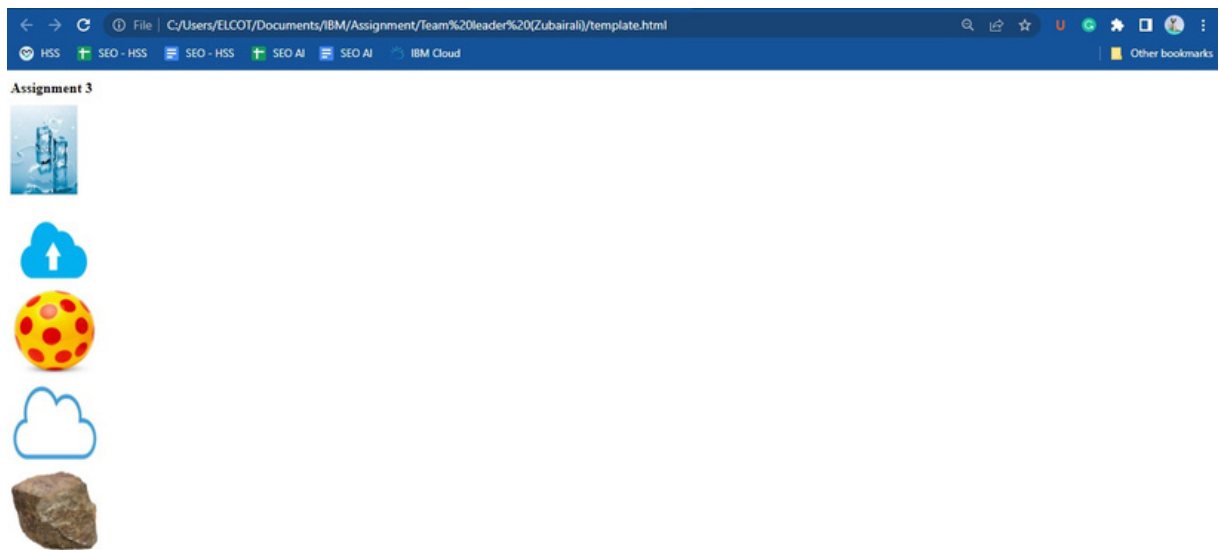 File C:/Users/ELCOT/Documents/IBM/Assignment/Team%20leader%20(Zubairali)/template.html
HSS SEO - HSS SEO - HSS SEO AI SEO AI IBM Cloud Other bookmarks
Assignment 3